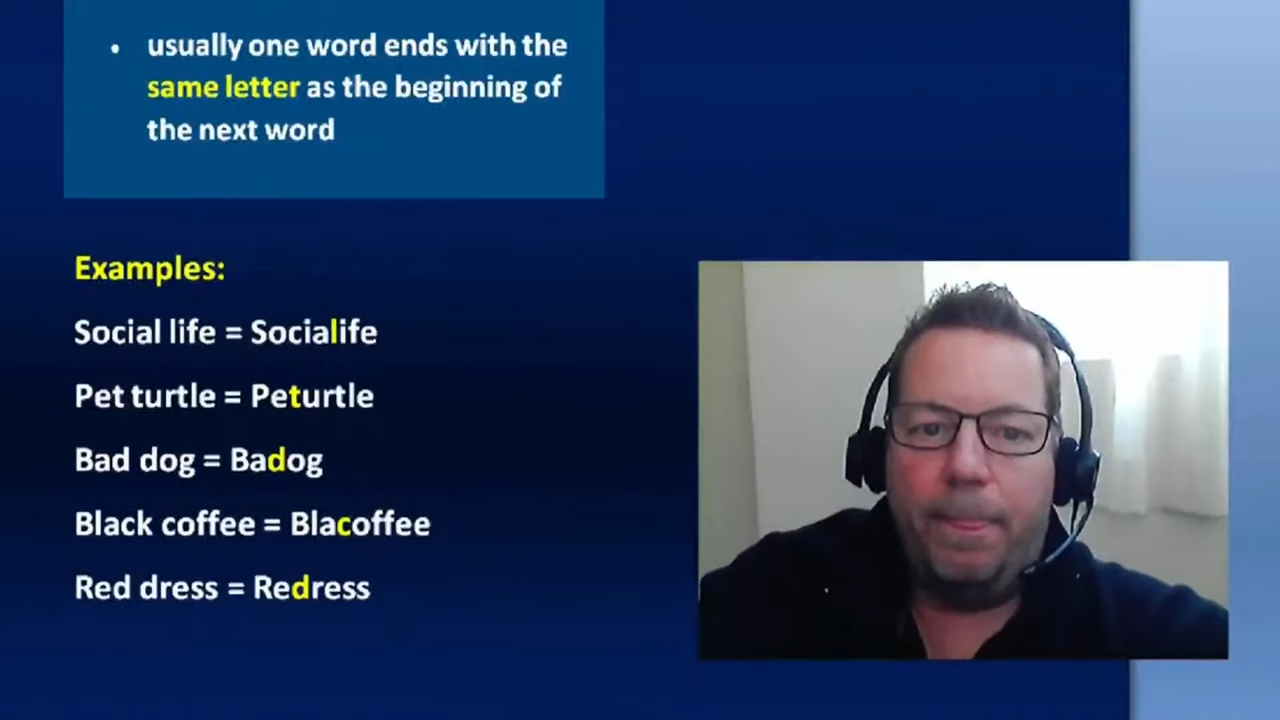 • usually one word ends with the
same letter as the beginning of
the next word
Examples:
Social life = Socialife
Pet turtle = Peturtle
Bad dog = Badog
Black coffee = Blacoffee
Red dress = Redress